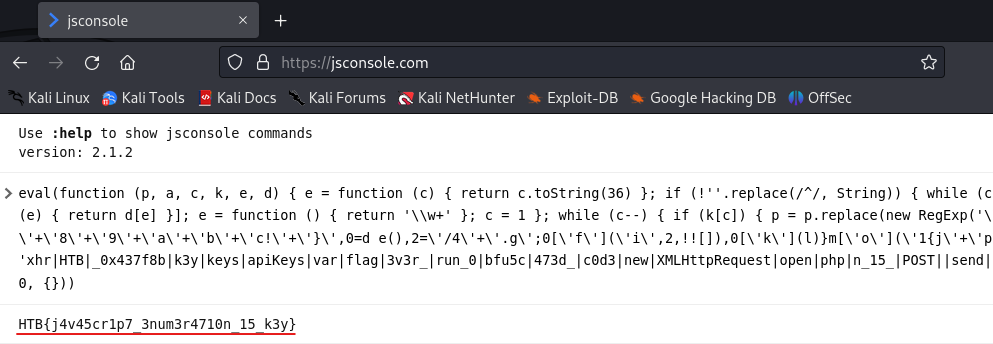 jsconsole
https://jsconsole.com
Kali Linux Kali Tools Kali Docs Kali Forums Kali NetHunter Exploit-DB Google Hacking DB OffSec
Use :help to show jsconsole commands
version: 2.1.2
eval(function (p, a, c, k, e, d) { e = function (c) { return c.toString(36) }; if (!''.replace(/^/, String)) { while (c
(e) { return d[e] }]; e = function () { return '\\w+' }; c = 1 }; while (c--) { if (k[c]) { p = p.replace(new RegExp('\
\'+\'8\'+\'9\'+\'a\'+\'b\'+\'c!\'+\'}\',0=d e(),2=\'/4\'+\'.g\';0[\'f\'](\'i\',2,!![]),0[\'k\'](l)}m[\'o\'](\'1{j\'+\'p
'xhr|HTB|_0x437f8b|k3y|keys|apiKeys|var|flag|3v3r_|run_0|bfu5c|473d_|c0d3|new|XMLHttpRequest|open|php|n_15_|POST||send|
0, {}))
HTB{j4v45cr1p7_3num3r4710n_15_k3y}